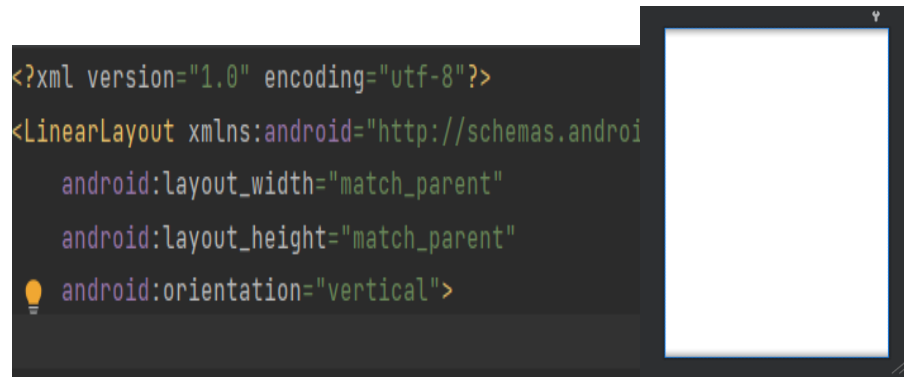 <?xml version="1.0" encoding="utf-8"?>
<LinearLayout xmlns:android="http://schemas.androi
android:layout_width="match_parent"
android:layout_height="match_parent"
android:orientation="vertical">